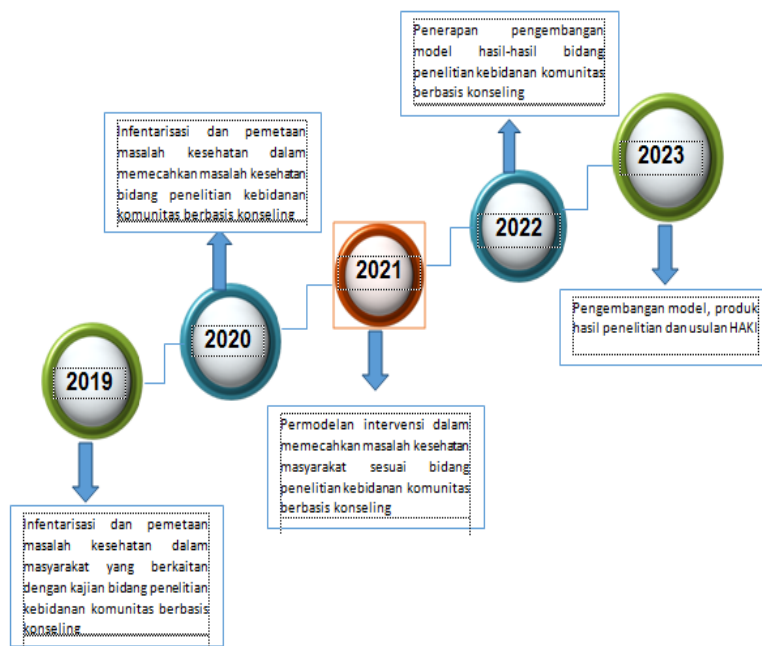 2019
Infentarisasi dan pemetaan
masalah kesehatan dalam
masyarakat yang berkaitan
dengan kajian bidang penelitian
kebidanan komunitas berbasis
konseling
2020
Infentarisasi dan pemetaan
masalah kesehatan dalam
memecahkan masalah kesehatan
bidang penelitian kebidanan
komunitas berbasis konseling
2021
Permodelan intervensi dalam
memecahkan masalah kesehatan
masyarakat sesuai bidang
penelitian kebidanan komunitas
berbasis konseling
2022
Penerapan pengembangan
model hasil-hasil bidang
penelitian kebidanan komunitas
berbasis konseling
2023
Pengembangan model, produk
hasil penelitian dan usulan HAKI